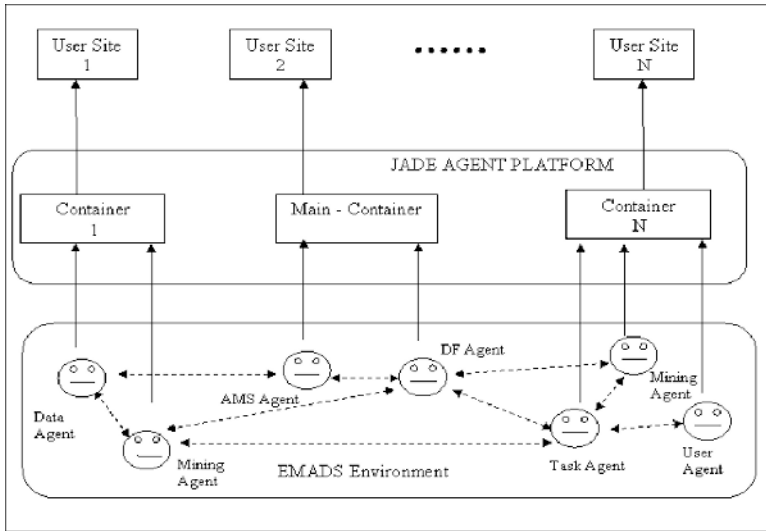 User Site
1
User Site
2
User Site
N
JADE AGENT PLATFORM
Container
1
Main - Container
Container
N
DF Agent
Mining
Agent
AMS Agent
Data
Agent
Mining
Agent
EMADS Environment
Task Agent
User
Agent